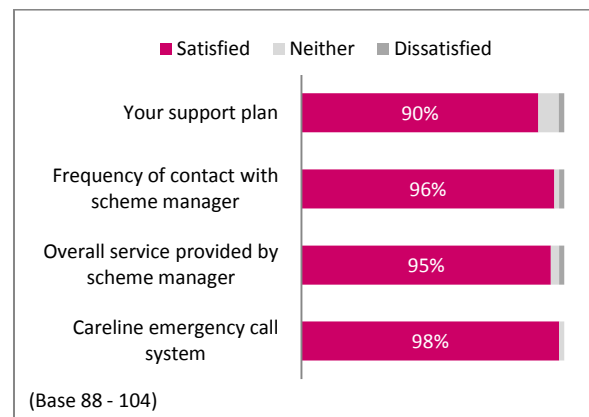 Satisfied Neither Dissatisfied
Your support plan
90%
Frequency of contact with
scheme manager
96%
Overall service provided by
scheme manager
95%
Careline emergency call
system
98%
(Base 88 - 104)